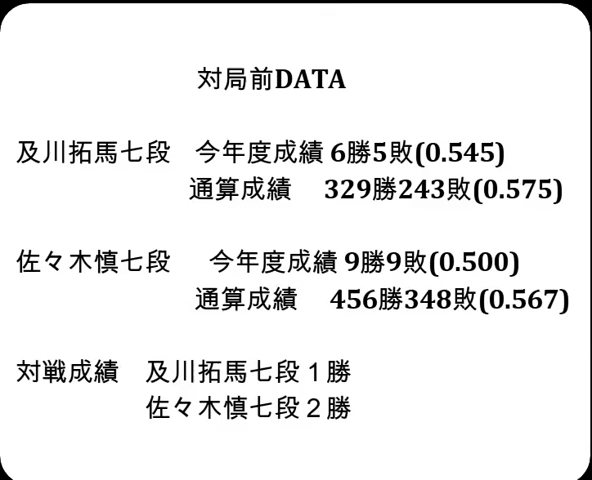 対局前DATA
及川拓馬七段 今年度成績 6勝5敗(0.545)
通算成績 329勝243敗(0.575)
佐々木慎七段 今年度成績 9勝9敗(0.500)
通算成績 456勝348敗(0.567)
対戦成績 及川拓馬七段1勝
佐々木慎七段2勝